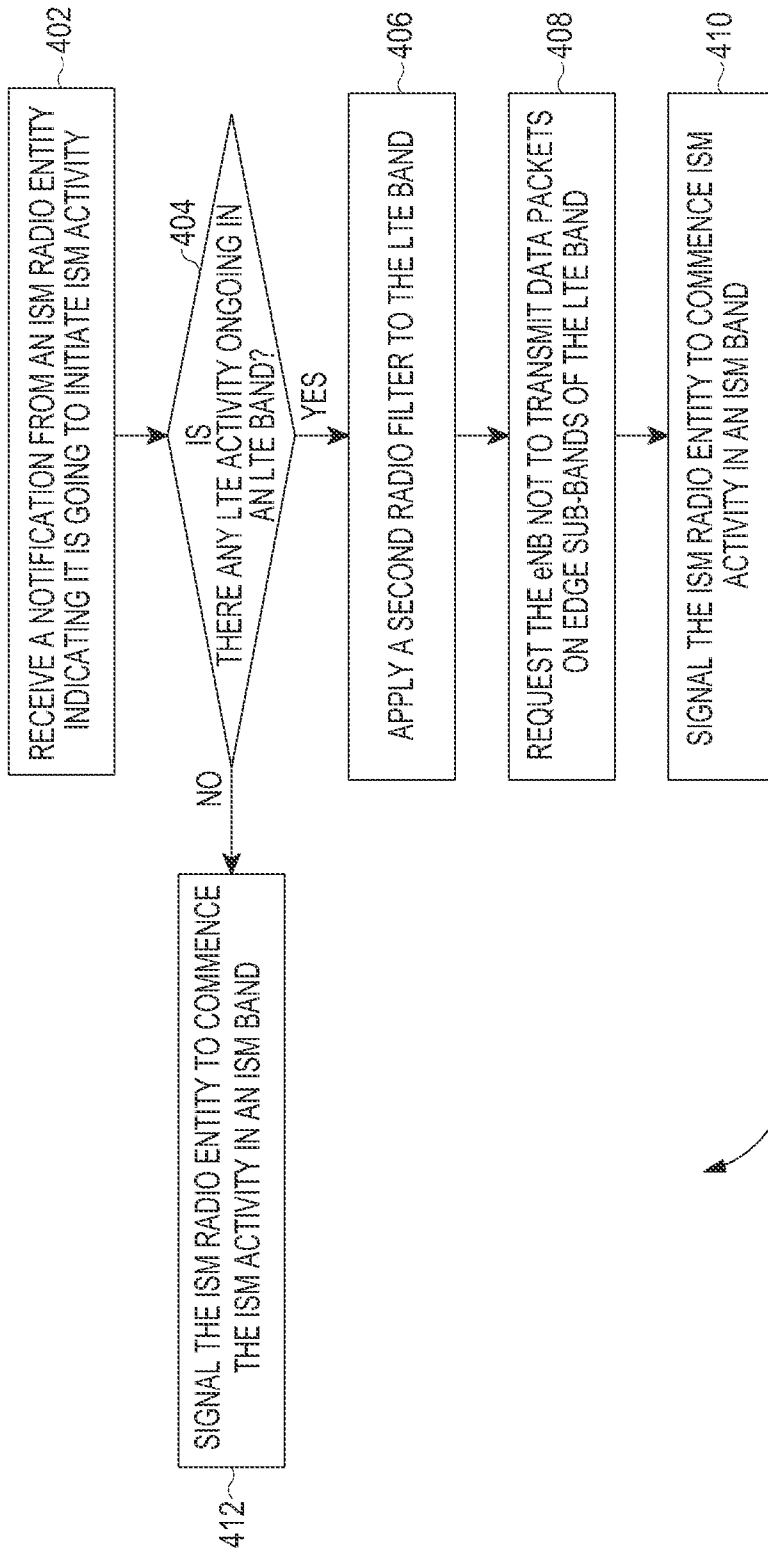 RECEIVE A NOTIFICATION FROM AN ISM RADIO ENTITY
INDICATING IT IS GOING TO INITIATE ISM ACTIVITY
402
404
IS
THERE ANY LTE ACTIVITY ONGOING IN
AN LTE BAND?
NO
YES
SIGNAL THE ISM RADIO ENTITY TO COMMENCE
THE ISM ACTIVITY IN AN ISM BAND
412
APPLY A SECOND RADIO FILTER TO THE LTE BAND
406
REQUEST THE eNB NOT TO TRANSMIT DATA PACKETS
ON EDGE SUB-BANDS OF THE LTE BAND
408
SIGNAL THE ISM RADIO ENTITY TO COMMENCE ISM
ACTIVITY IN AN ISM BAND
410